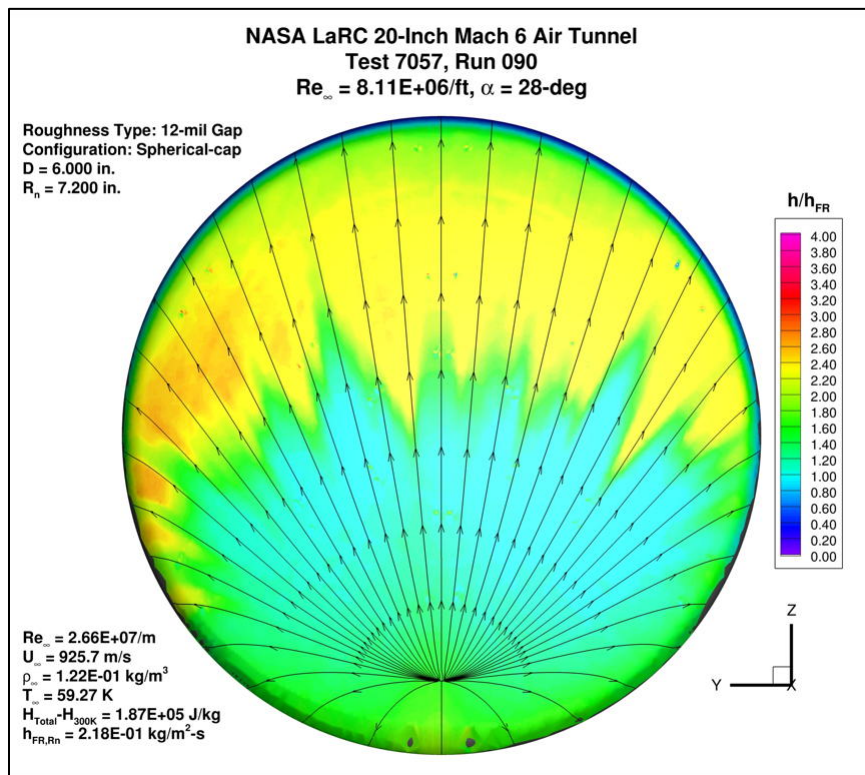 NASA LaRC 20-Inch Mach 6 Air Tunnel
Test 7057, Run 090
Re∞ = 8.11E+06/ft, α = 28-deg
Roughness Type: 12-mil Gap
Configuration: Spherical-cap
D = 6.000 in.
Rn = 7.200 in.
h/hFR
4.00
3.80
3.60
3.40
3.20
3.00
2.80
2.60
2.40
2.20
2.00
1.80
1.60
1.40
1.20
1.00
0.80
0.60
0.40
0.20
0.00
Re∞ = 2.66E+07/m
U∞ = 925.7 m/s
ρ∞ = 1.22E-01 kg/m³
T∞ = 59.27 K
HTotal-H300K = 1.87E+05 J/kg
hFR,Rn = 2.18E-01 kg/m²-s
Z
Y
X